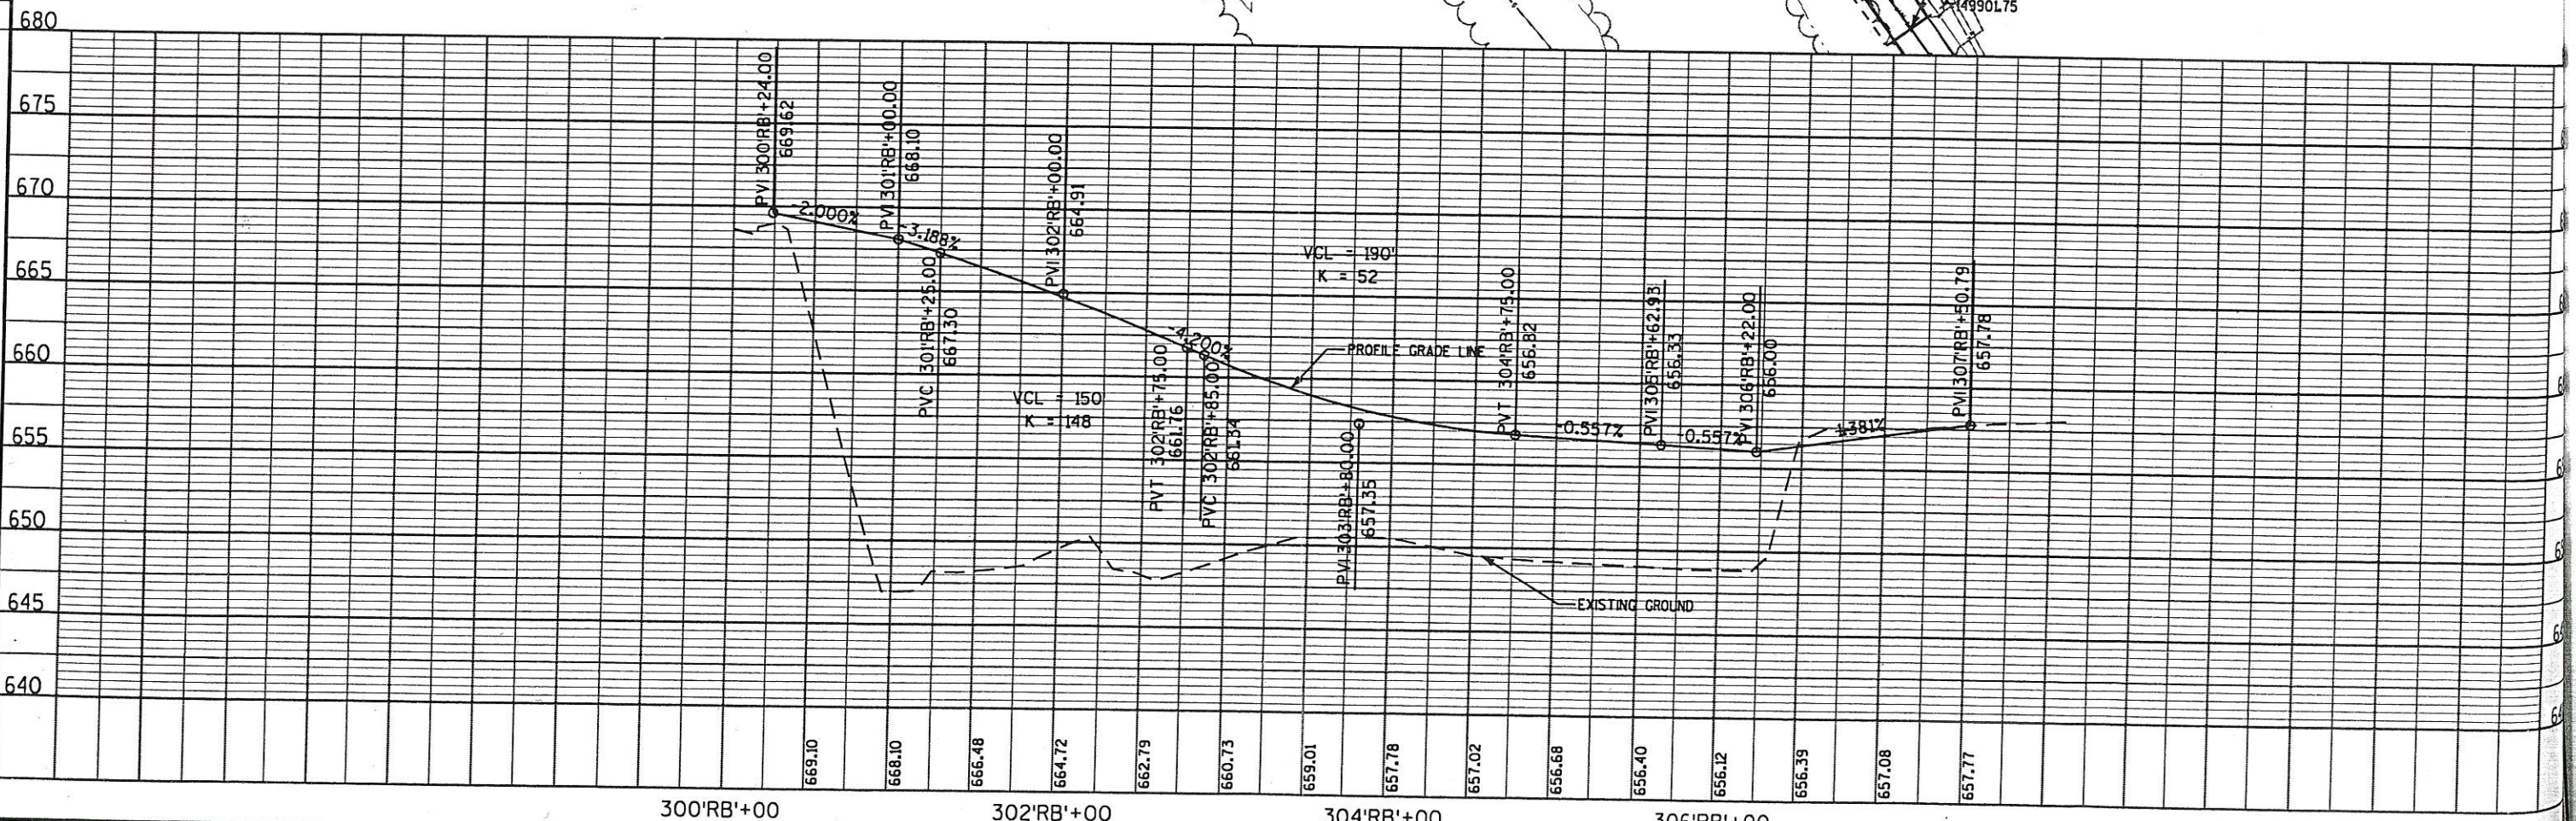 149901.75
680
675
670
665
660
655
650
645
640
PVI 300'RB'+24.00
669.62
-2.000%
PVI 301'RB'+00.00
668.10
-3.188%
PVC 301'RB'+25.00
667.30
PVI 302'RB'+00.00
664.91
VCL = 150
K = 148
-4.200%
PVT 302'RB'+75.00
661.76
PVC 302'RB'+85.00
661.34
VCL = 190'
K = 52
PROFILE GRADE LINE
PVI 303'RB'+80.00
657.35
PVT 304'RB'+75.00
656.82
-0.557%
PVI 305'RB'+62.93
656.33
-0.557%
PVI 306'RB'+22.00
656.00
1.381%
PVI 307'RB'+50.79
657.78
EXISTING GROUND
669.10
668.10
666.48
664.72
662.79
660.73
659.01
657.78
657.02
656.68
656.40
656.12
656.39
657.08
657.77
300'RB'+00
302'RB'+00
304'RB'+00
306'RB'+00